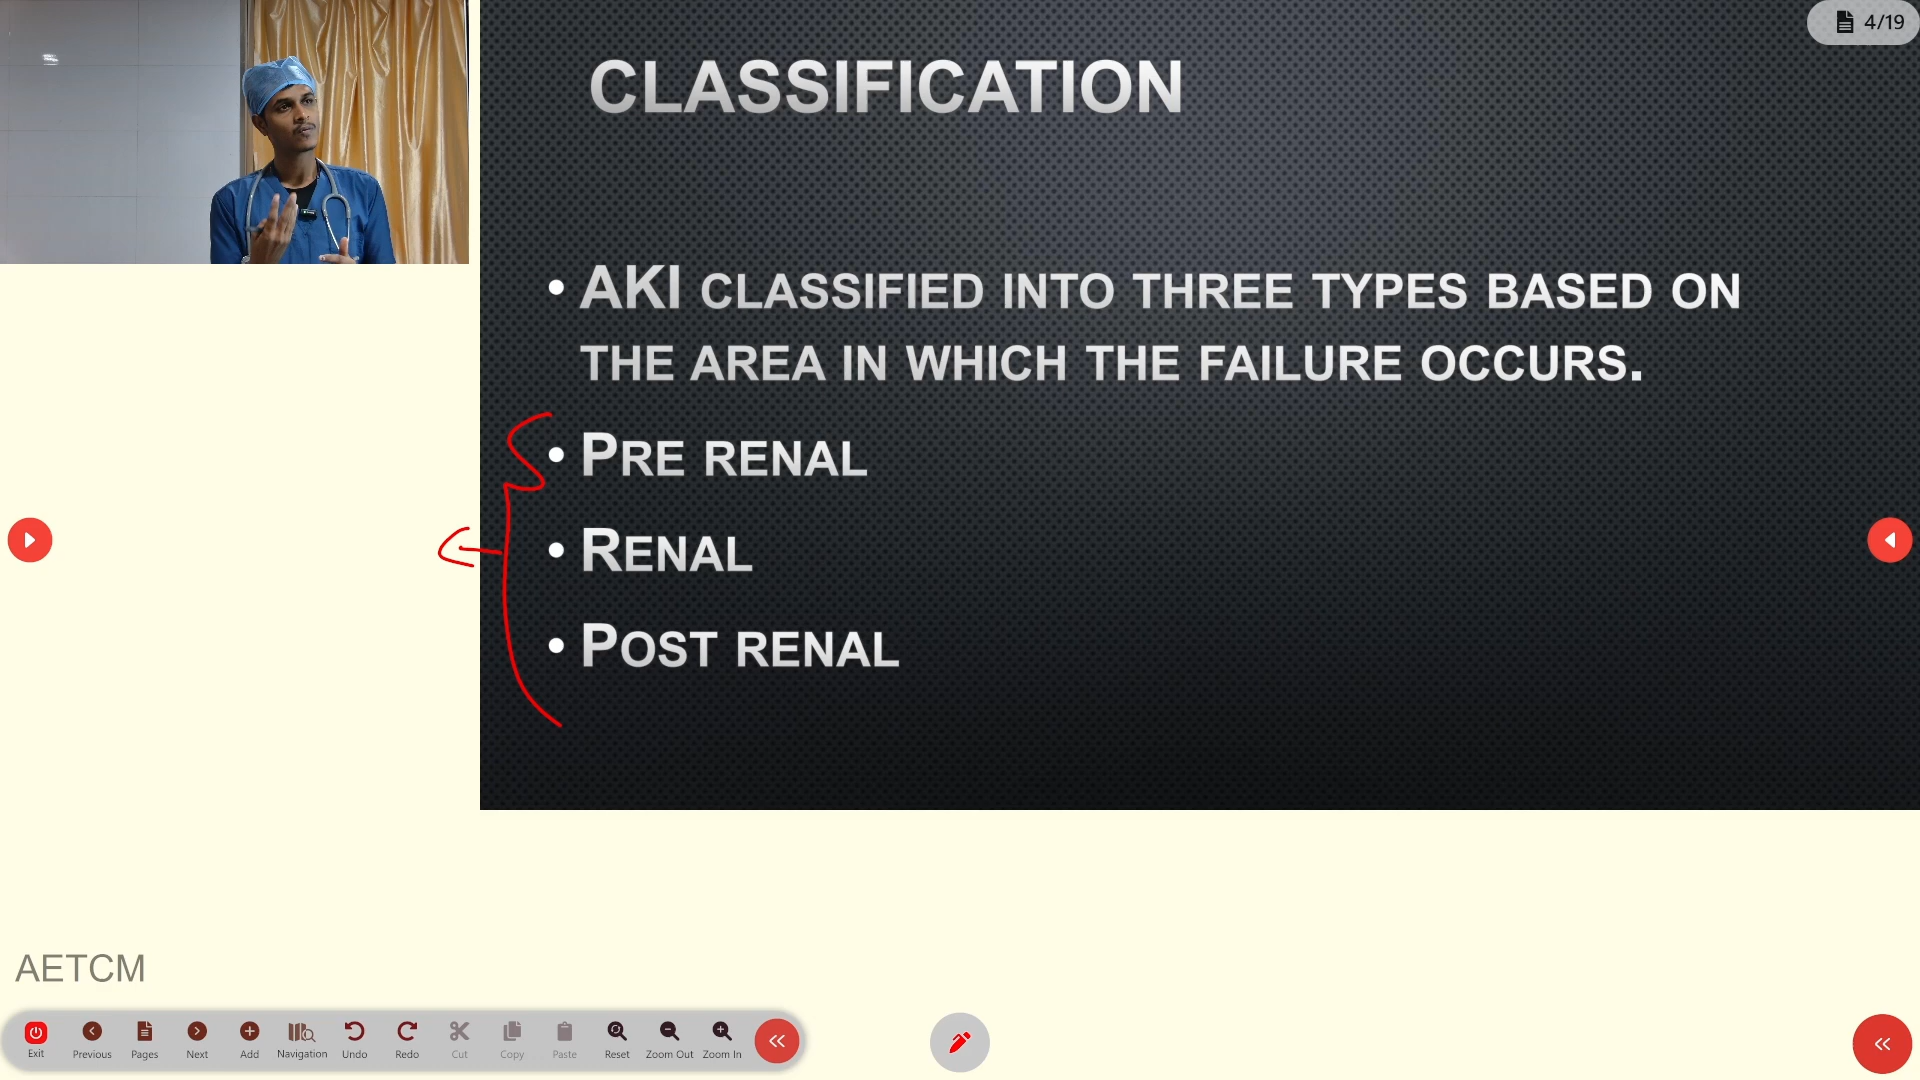 4/19
CLASSIFICATION
• AKI CLASSIFIED INTO THREE TYPES BASED ON
THE AREA IN WHICH THE FAILURE OCCURS.
• PRE RENAL
• RENAL
• POST RENAL
AETCM
Exit Previous Pages Next Add Navigation Undo Redo Cut Copy Paste Reset Zoom Out Zoom In